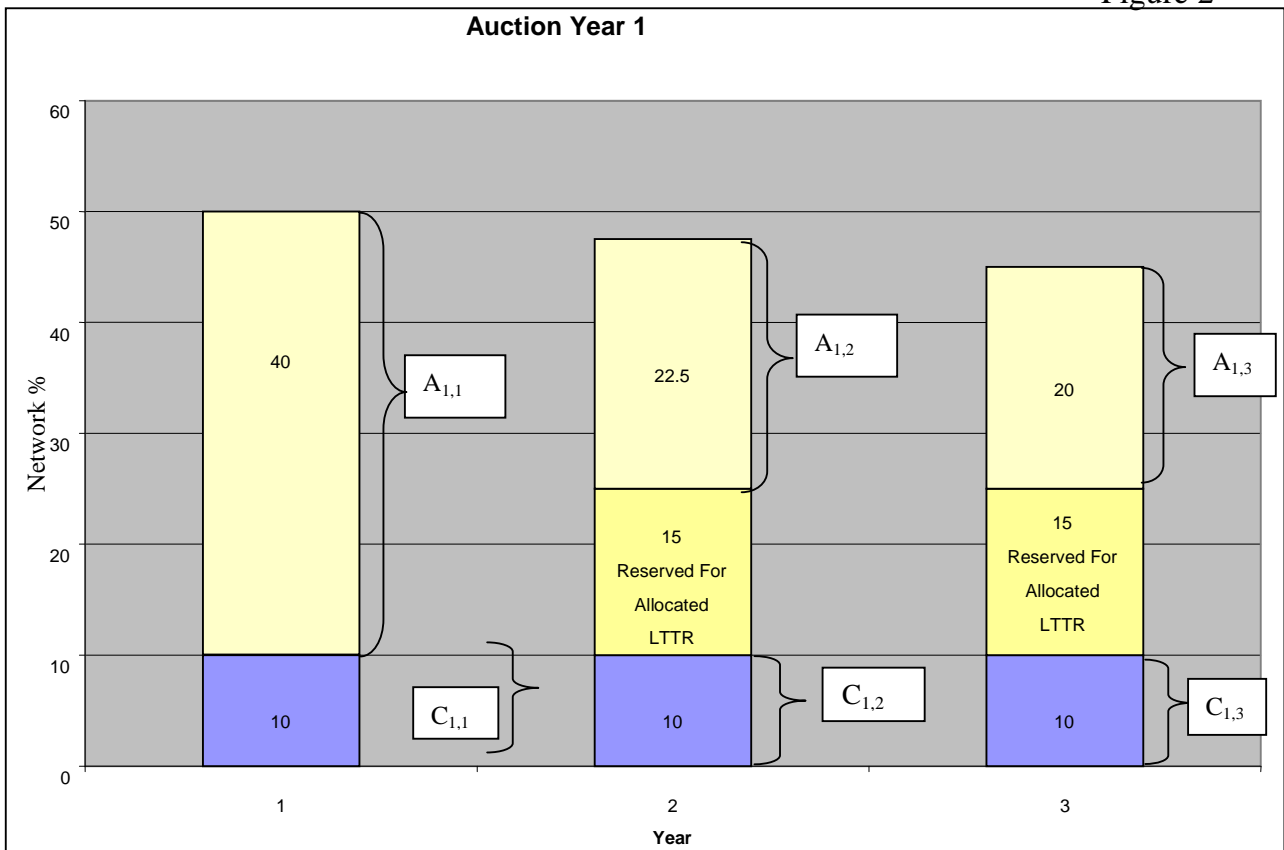 Figure 2
Auction Year 1
60
50
40
30
20
10
0
Network %
40
A1,1
10
C1,1
22.5
A1,2
15
Reserved For
Allocated
LTTR
10
C1,2
20
A1,3
15
Reserved For
Allocated
LTTR
10
C1,3
1
2
3
Year